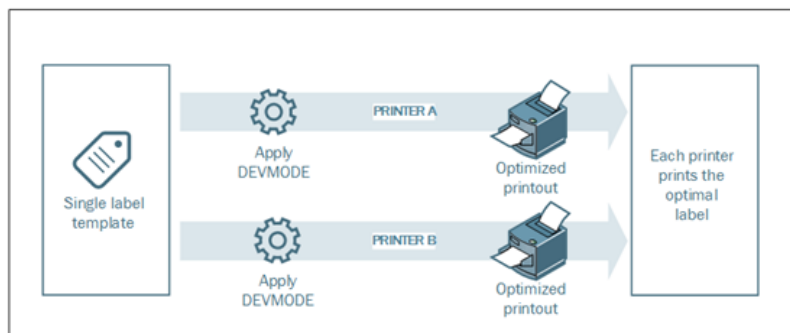 Single label
template
PRINTER A
Apply
DEVMODE
Optimized
printout
PRINTER B
Apply
DEVMODE
Optimized
printout
Each printer
prints the
optimal
label